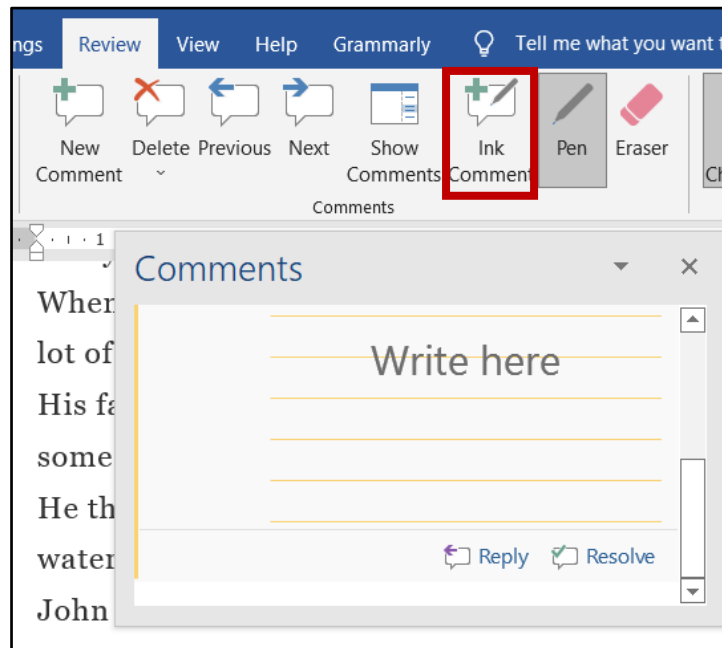 ngs Review View Help Grammarly Tell me what you want t
New Comment Delete Previous Next Show Comments Ink Comment Pen Eraser Ch
Comments
1
Comments
Write here
When
lot of
His fa
some
He th
water
John
Reply Resolve